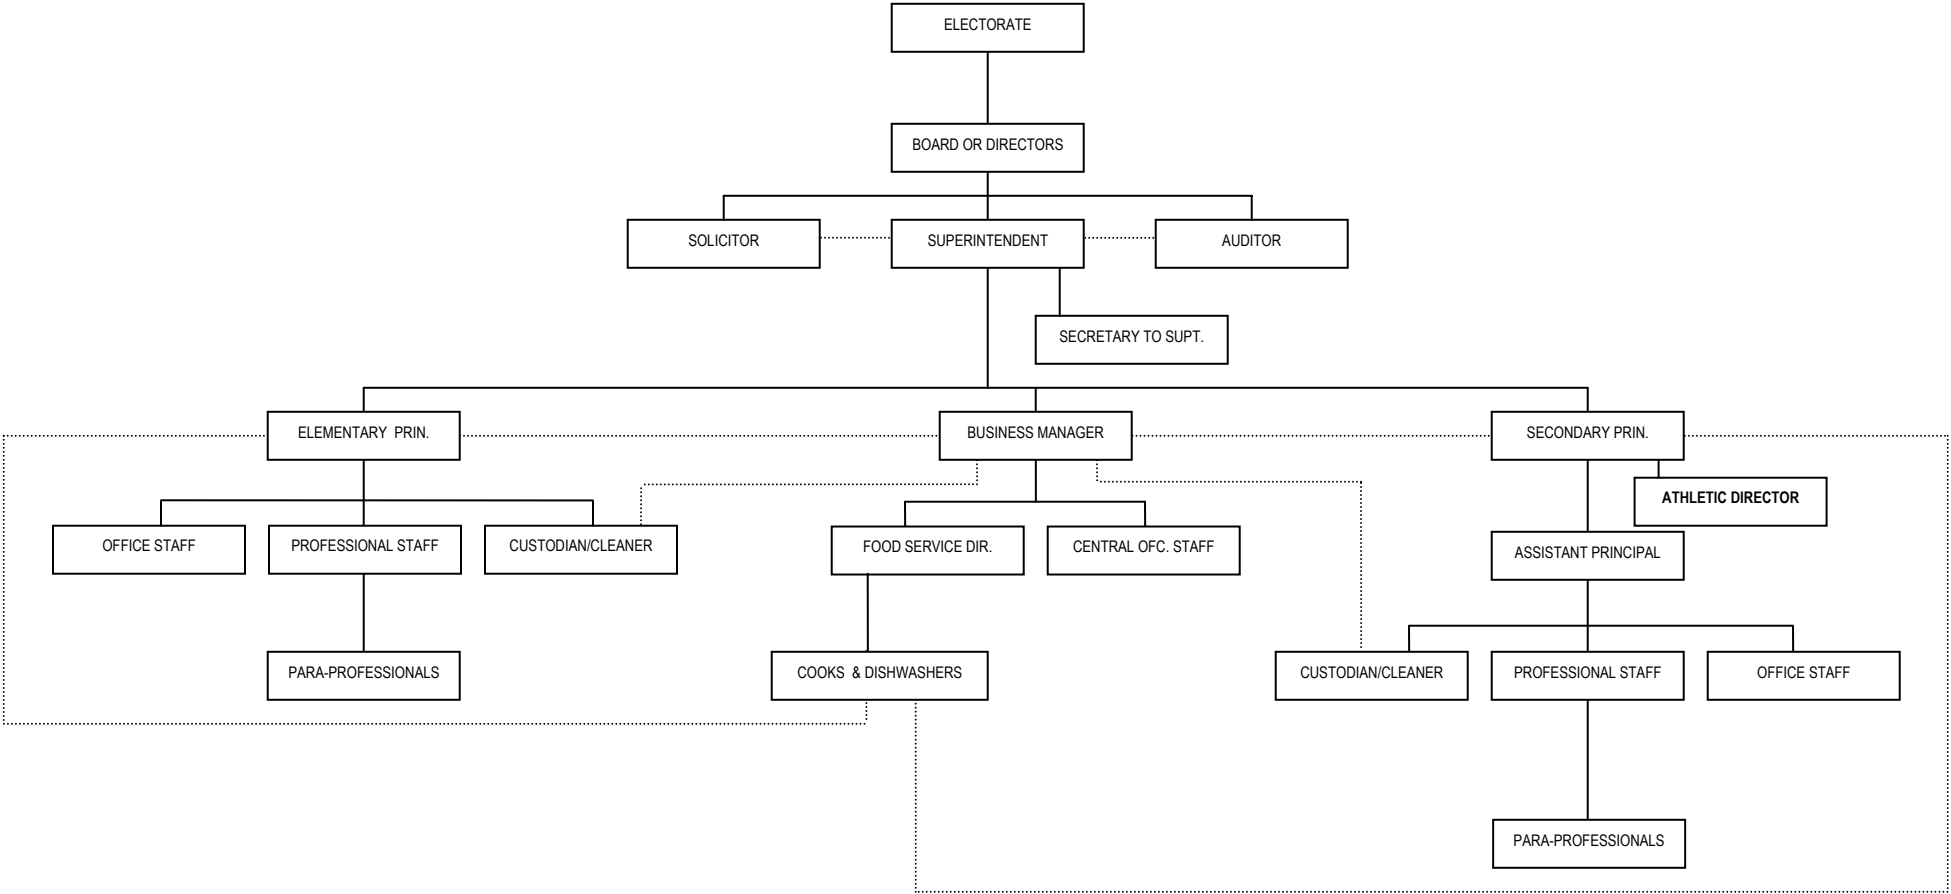 ELECTORATE
BOARD OR DIRECTORS
SOLICITOR
SUPERINTENDENT
AUDITOR
SECRETARY TO SUPT.
ELEMENTARY PRIN.
BUSINESS MANAGER
SECONDARY PRIN.
ATHLETIC DIRECTOR
OFFICE STAFF
PROFESSIONAL STAFF
CUSTODIAN/CLEANER
FOOD SERVICE DIR.
CENTRAL OFC. STAFF
ASSISTANT PRINCIPAL
PARA-PROFESSIONALS
COOKS & DISHWASHERS
CUSTODIAN/CLEANER
PROFESSIONAL STAFF
OFFICE STAFF
PARA-PROFESSIONALS